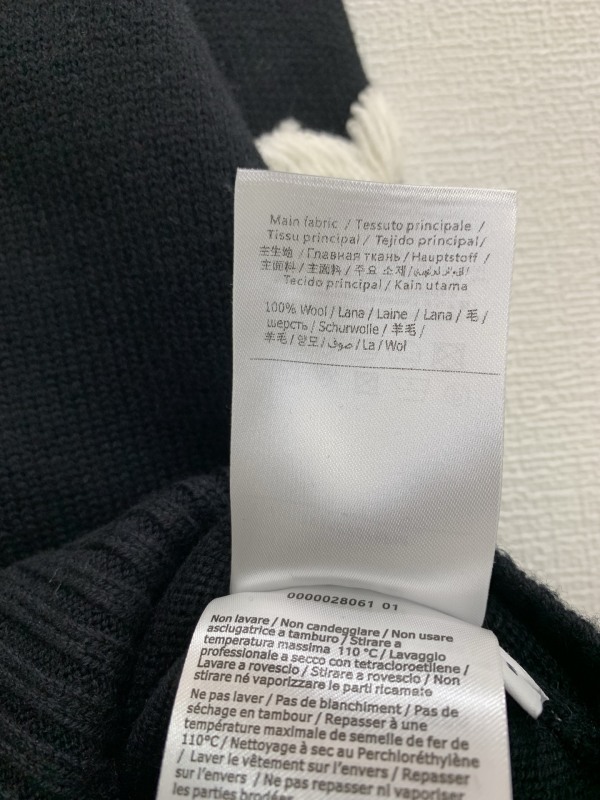 Main fabric / Tessuto principale /
Tissu principal / Tejido principal/
主生地 / Главная ткань / Hauptstoff /
主面料 / 主面料 / 주요 소재 /
Tecido principal / Kain utama
100% Wool / Lana / Laine / Lana / 毛 /
шерсть / Schurwolle / 羊毛 /
羊毛 / 양모 / صوف / La / Wol
0000028061 01
Non lavare / Non candeggiare / Non usare
asciugatrice a tamburo / Stirare a
temperatura massima 110 °C / Lavaggio
professionale a secco con tetracloroetilene /
Lavare a rovescio / Stirare a rovescio / Non
stirare né vaporizzare le parti ricamate
Ne pas laver / Pas de blanchiment / Pas de
séchage en tambour / Repasser à une
température maximale de semelle de fer de
110°C / Nettoyage à sec au Perchloréthylène
/ Laver le vêtement sur l'envers / Repasser
sur l'envers / Ne pas repasser ni vaporiser
les parties brodées